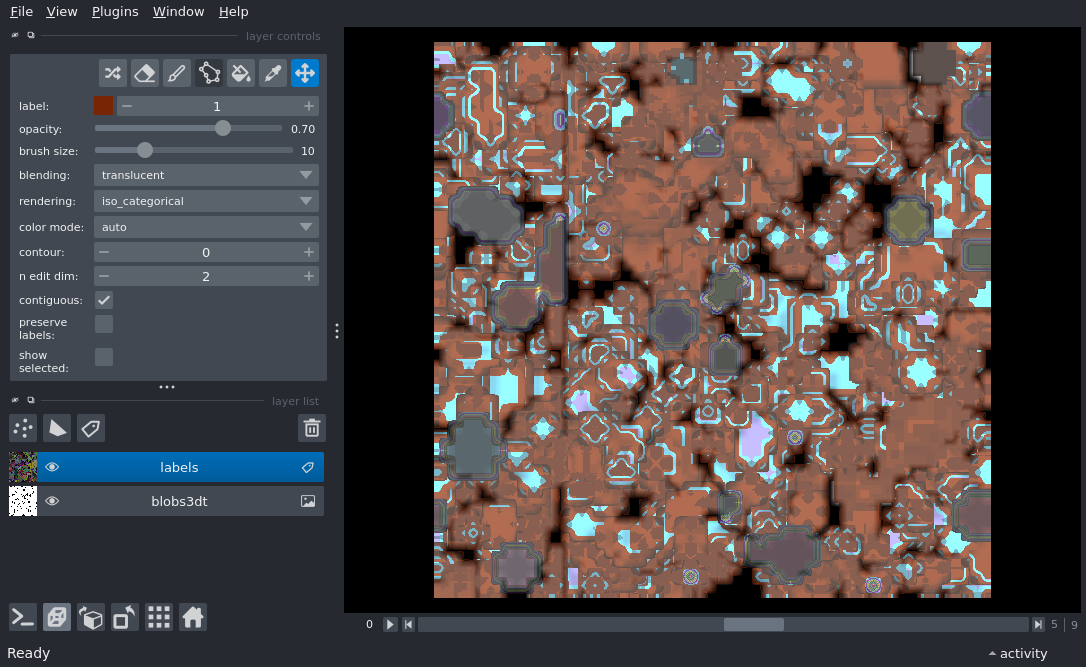 File View Plugins Window Help
layer controls
label: 1
opacity: 0.70
brush size: 10
blending: translucent
rendering: iso_categorical
color mode: auto
contour: 0
n edit dim: 2
contiguous:
preserve
labels:
show
selected:
layer list
labels
blobs3dt
0 5 | 9
Ready activity